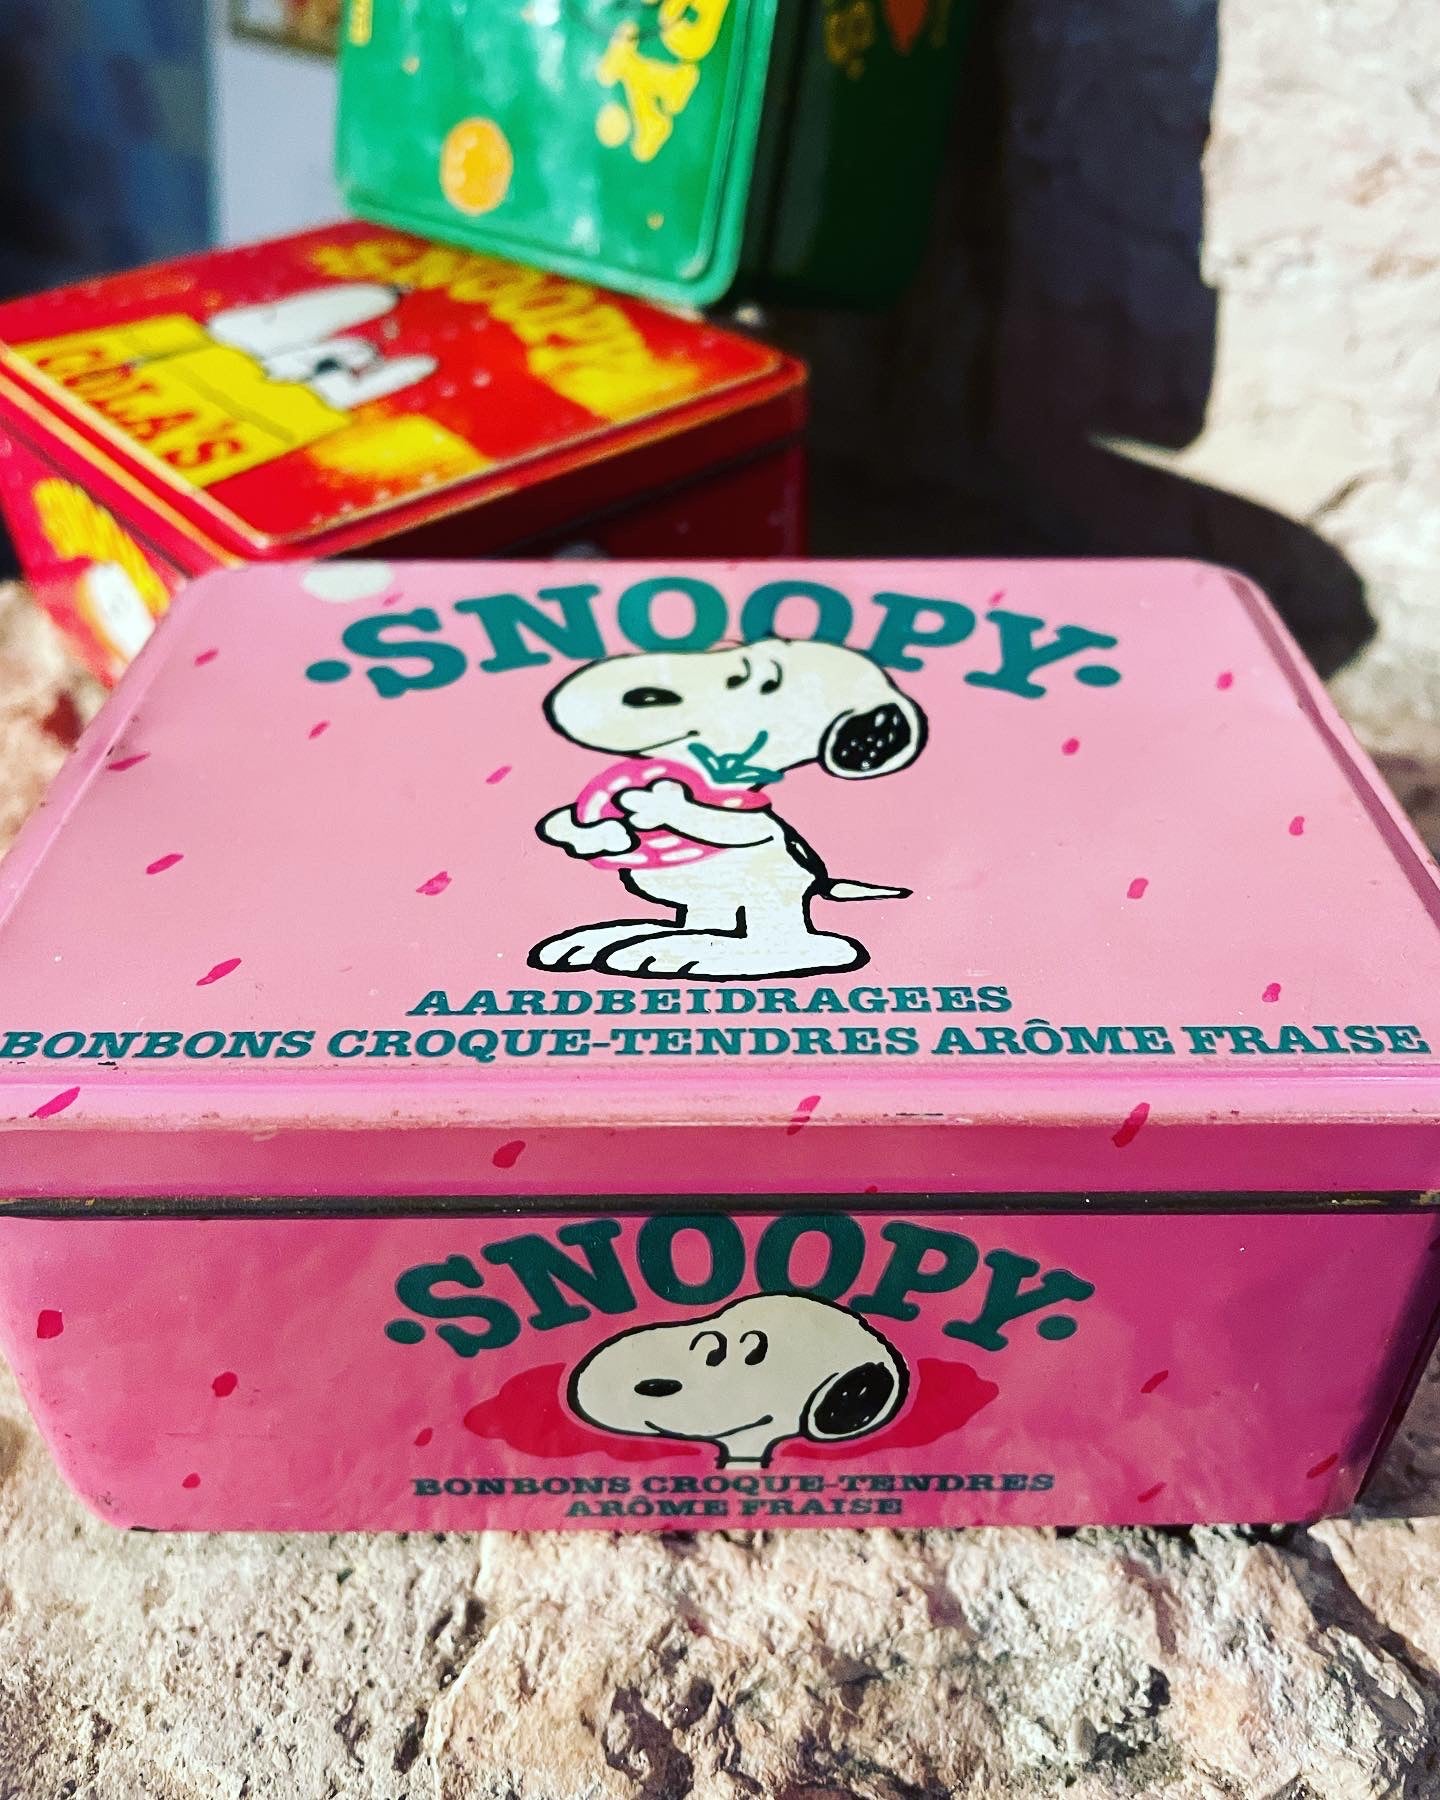 SNOOPY
COLA'S
·SNOOPY·
AARDBEIDRAGEES
BONBONS CROQUE-TENDRES ARÔME FRAISE
·SNOOPY·
BONBONS CROQUE-TENDRES
ARÔME FRAISE